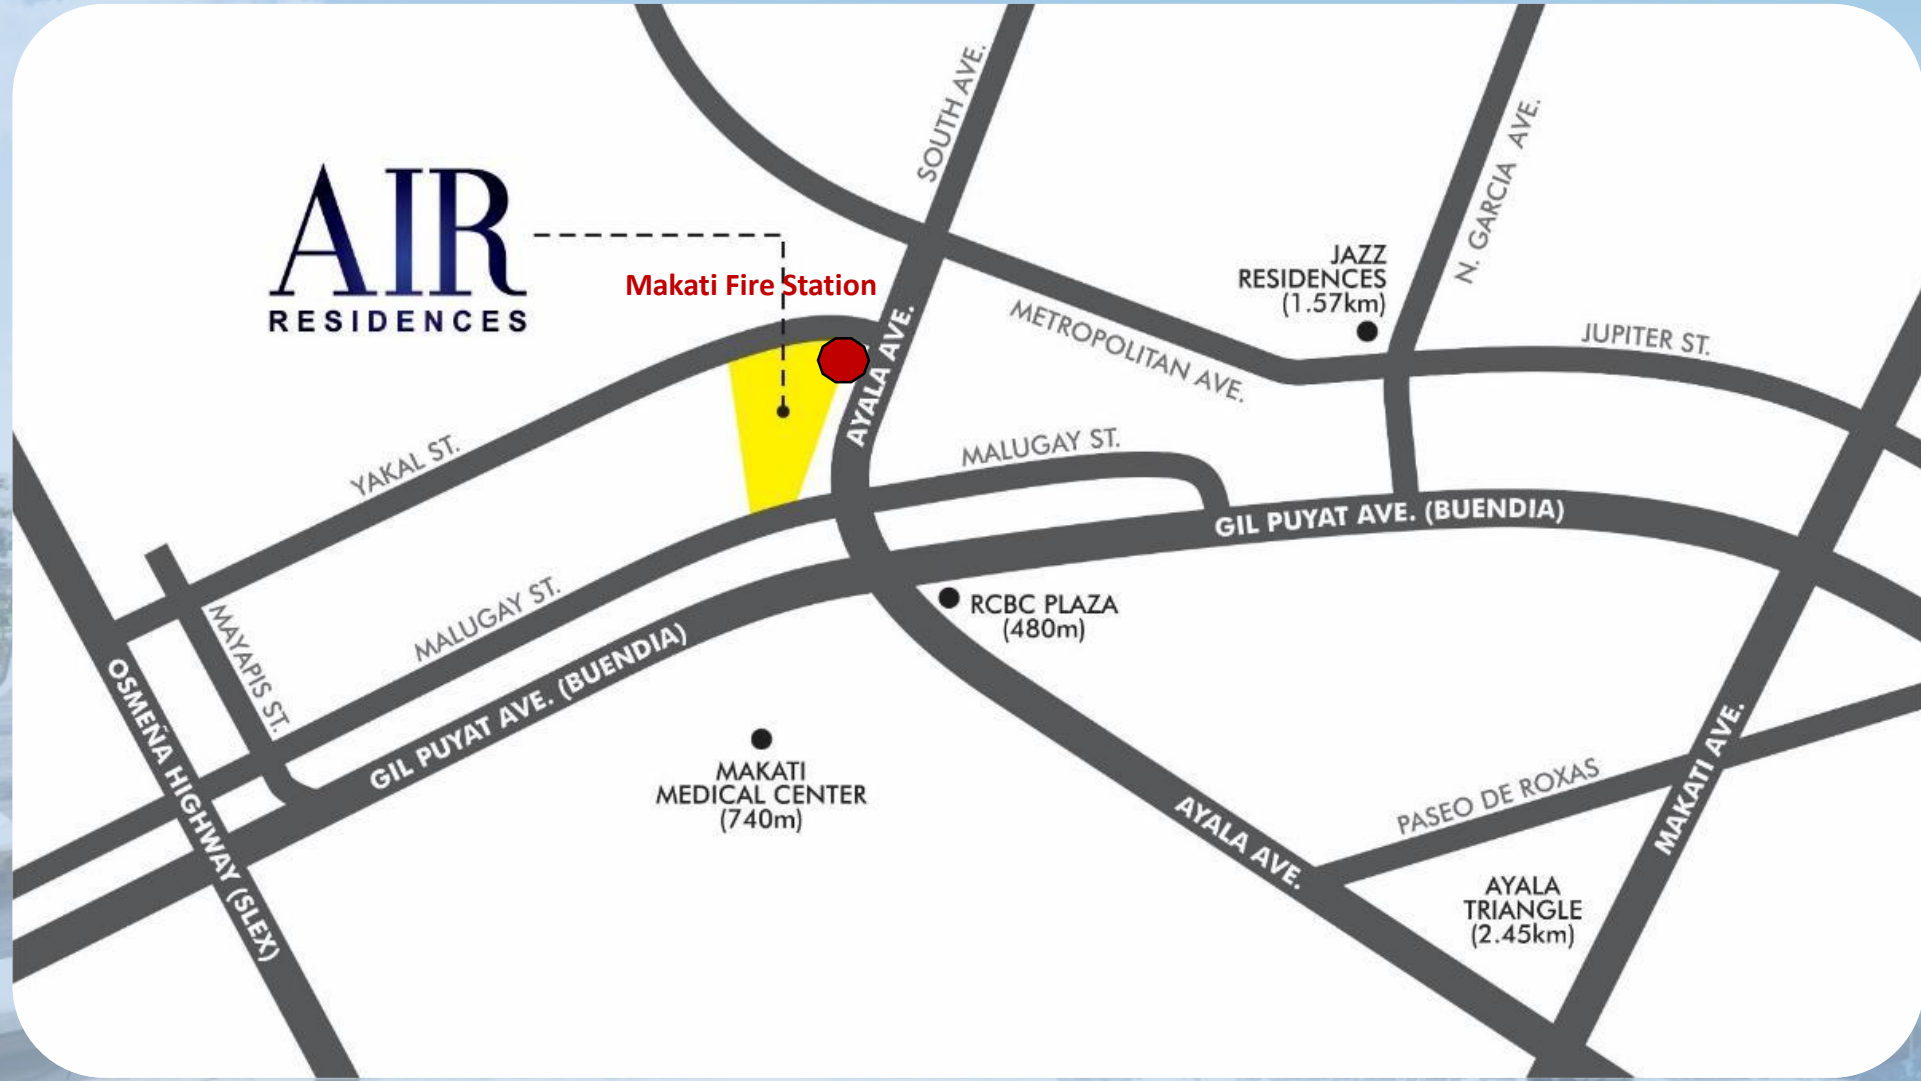 SOUTH AVE.
N. GARCIA AVE.
AIR
RESIDENCES
Makati Fire Station
JAZZ
RESIDENCES
(1.57km)
METROPOLITAN AVE.
JUPITER ST.
AYALA AVE.
YAKAL ST.
MALUGAY ST.
GIL PUYAT AVE. (BUENDIA)
RCBC PLAZA
(480m)
MALUGAY ST.
MAYAPIS ST.
GIL PUYAT AVE. (BUENDIA)
OSMEÑA HIGHWAY (SLEX)
MAKATI
MEDICAL CENTER
(740m)
AYALA AVE.
PASEO DE ROXAS
MAKATI AVE.
AYALA
TRIANGLE
(2.45km)